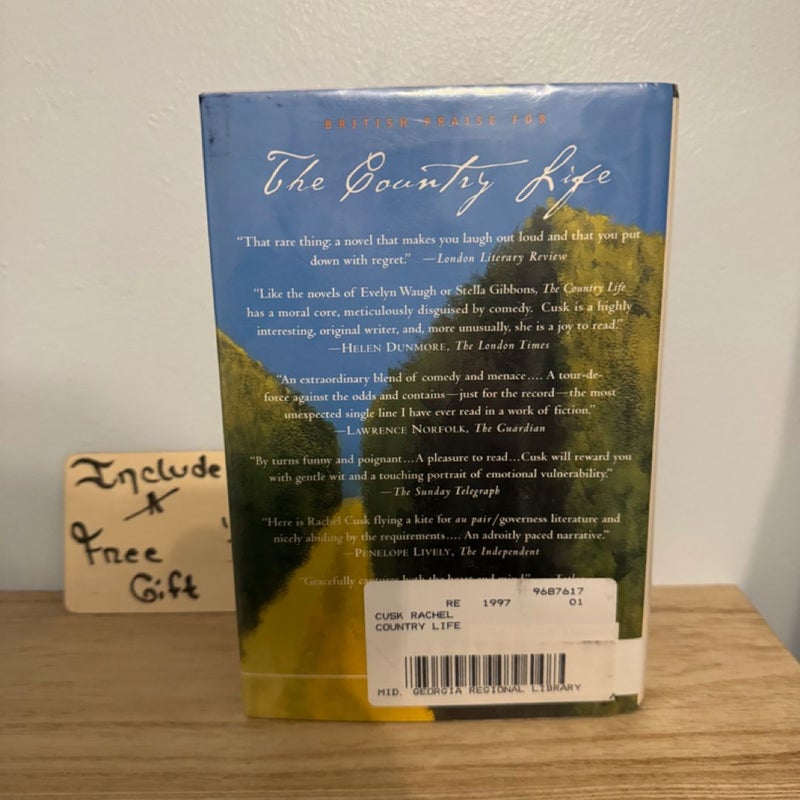 BRITISH PRAISE FOR
The Country Life
“That rare thing: a novel that makes you laugh out loud and that you put
down with regret.” —London Literary Review
“Like the novels of Evelyn Waugh or Stella Gibbons, The Country Life
has a moral core, meticulously disguised by comedy. Cusk is a highly
interesting, original writer, and, more unusually, she is a joy to read.”
—HELEN DUNMORE, The London Times
“An extraordinary blend of comedy and menace.... A tour-de-
force against the odds and contains—just for the record—the most
unexpected single line I have ever read in a work of fiction.”
—LAWRENCE NORFOLK, The Guardian
“By turns funny and poignant...A pleasure to read...Cusk will reward you
with gentle wit and a touching portrait of emotional vulnerability.”
—The Sunday Telegraph
“Here is Rachel Cusk flying a kite for au pair/governess literature and
nicely abiding by the requirements.... An adroitly paced narrative.”
—PENELOPE LIVELY, The Independent
“Gracefully captures both the heart and mind.”
96B7617
RE 1997 01
CUSK RACHEL
COUNTRY LIFE
MID. GEORGIA REGIONAL LIBRARY
Include
A
Free
Gift